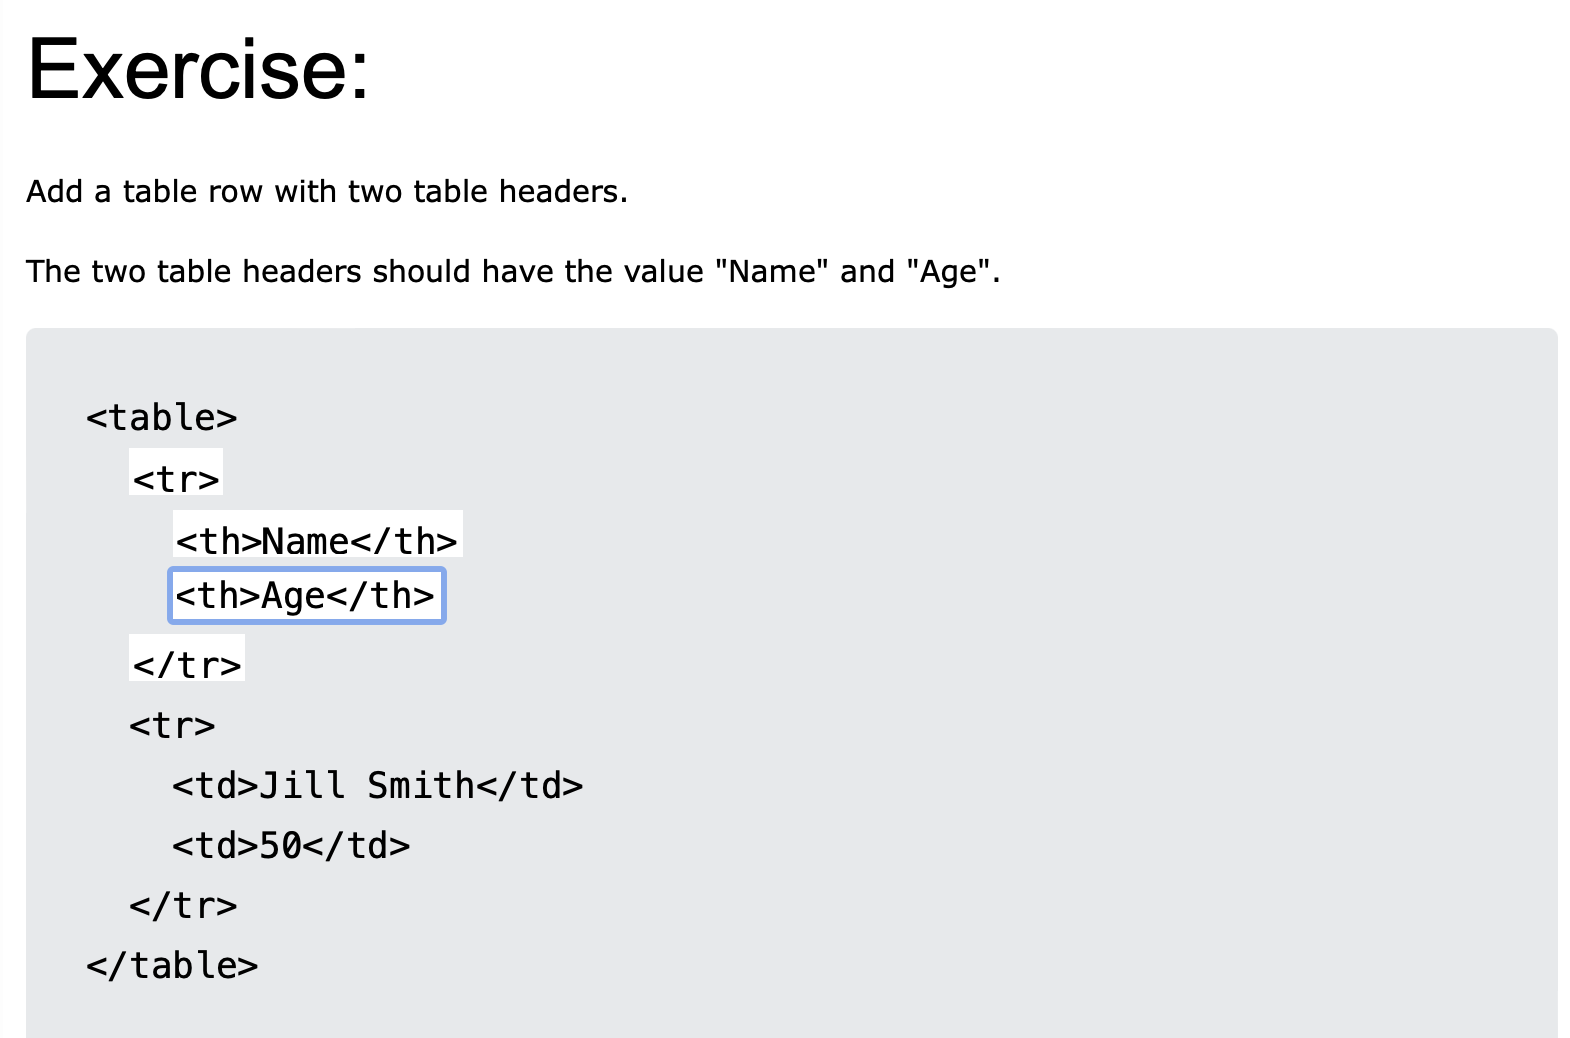 Exercise:
Add a table row with two table headers.
The two table headers should have the value "Name" and "Age".
<table>
<tr>
<th>Name</th>
<th>Age</th>
</tr>
<tr>
<td>Jill Smith</td>
<td>50</td>
</tr>
</table>